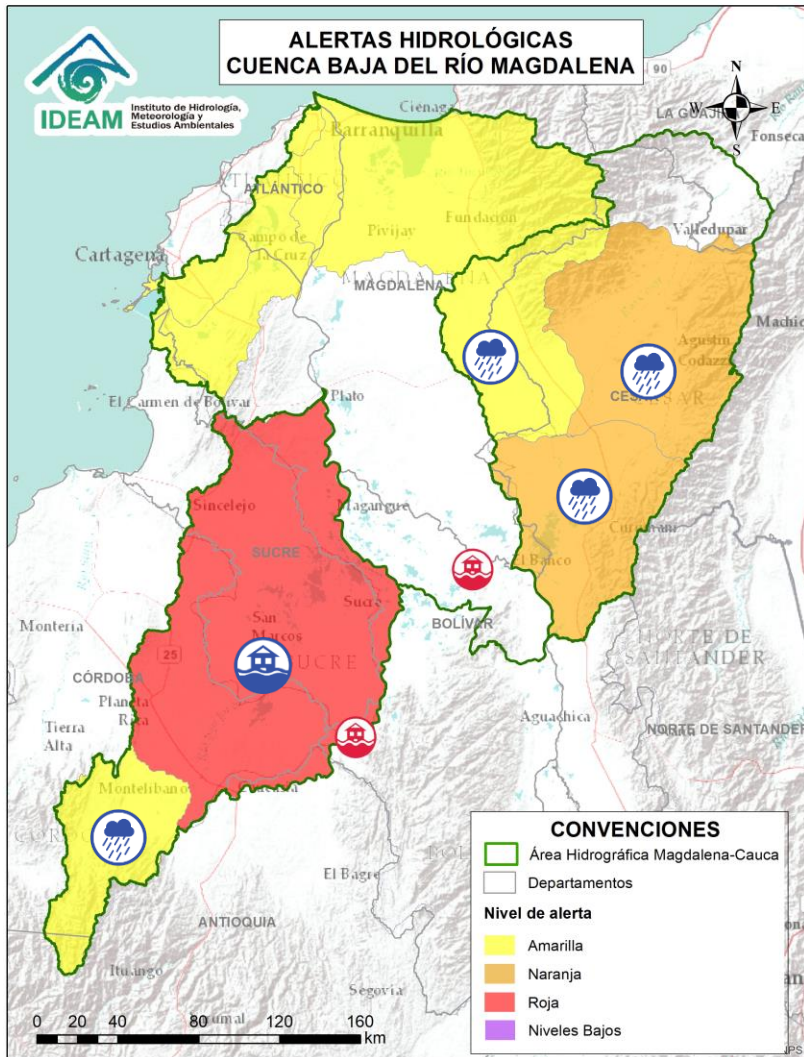 ALERTAS HIDROLÓGICAS
CUENCA BAJA DEL RÍO MAGDALENA
IDEAM
Instituto de Hidrología,
Meteorología y
Estudios Ambientales
N
W
E
S
90
Ciénaga
LA GUAJIRA
Fonseca
Barranquilla
ATLÁNTICO
Fundación
Pivijay
Valledupar
Cartagena
Campo de
la Cruz
MAGDALENA
MAGDALENA
Agustín
Codazzi
El Carmen de Bolívar
Plato
CESAR
Sincelejo
Magangue
Curumaní
SUCRE
El Banco
Sucre
San
Marcos
SUCRE
BOLÍVAR
Montería
25
NORTE DE
SANTANDER
CÓRDOBA
Planeta
Rica
Aguachica
Tierra
Alta
NORTE DE SANTANDER
Montelíbano
El Bagre
ANTIOQUIA
Ituango
Segovia
0 20 40 80 120 160
km
CONVENCIONES
Área Hidrográfica Magdalena-Cauca
Departamentos
Nivel de alerta
Amarilla
Naranja
Roja
Niveles Bajos